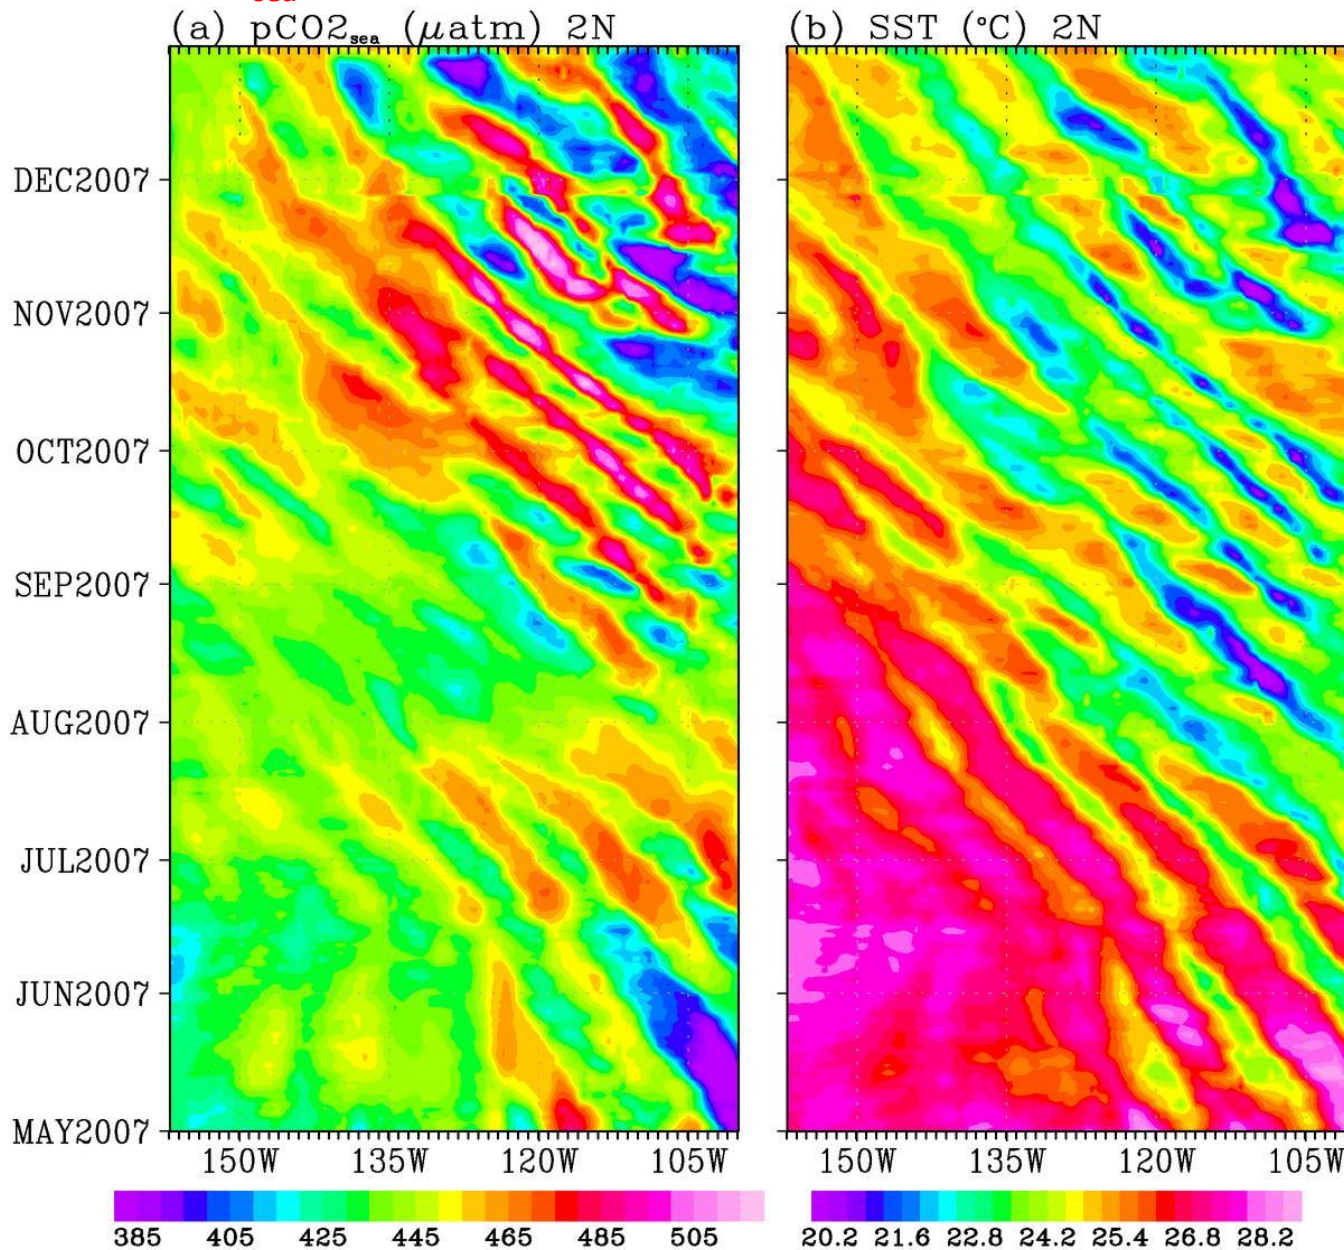 sea
(a) pCO2sea (μatm) 2N
(b) SST (°C) 2N
DEC2007
NOV2007
OCT2007
SEP2007
AUG2007
JUL2007
JUN2007
MAY2007
150W 135W 120W 105W
150W 135W 120W 105W
385 405 425 445 465 485 505
20.2 21.6 22.8 24.2 25.4 26.8 28.2